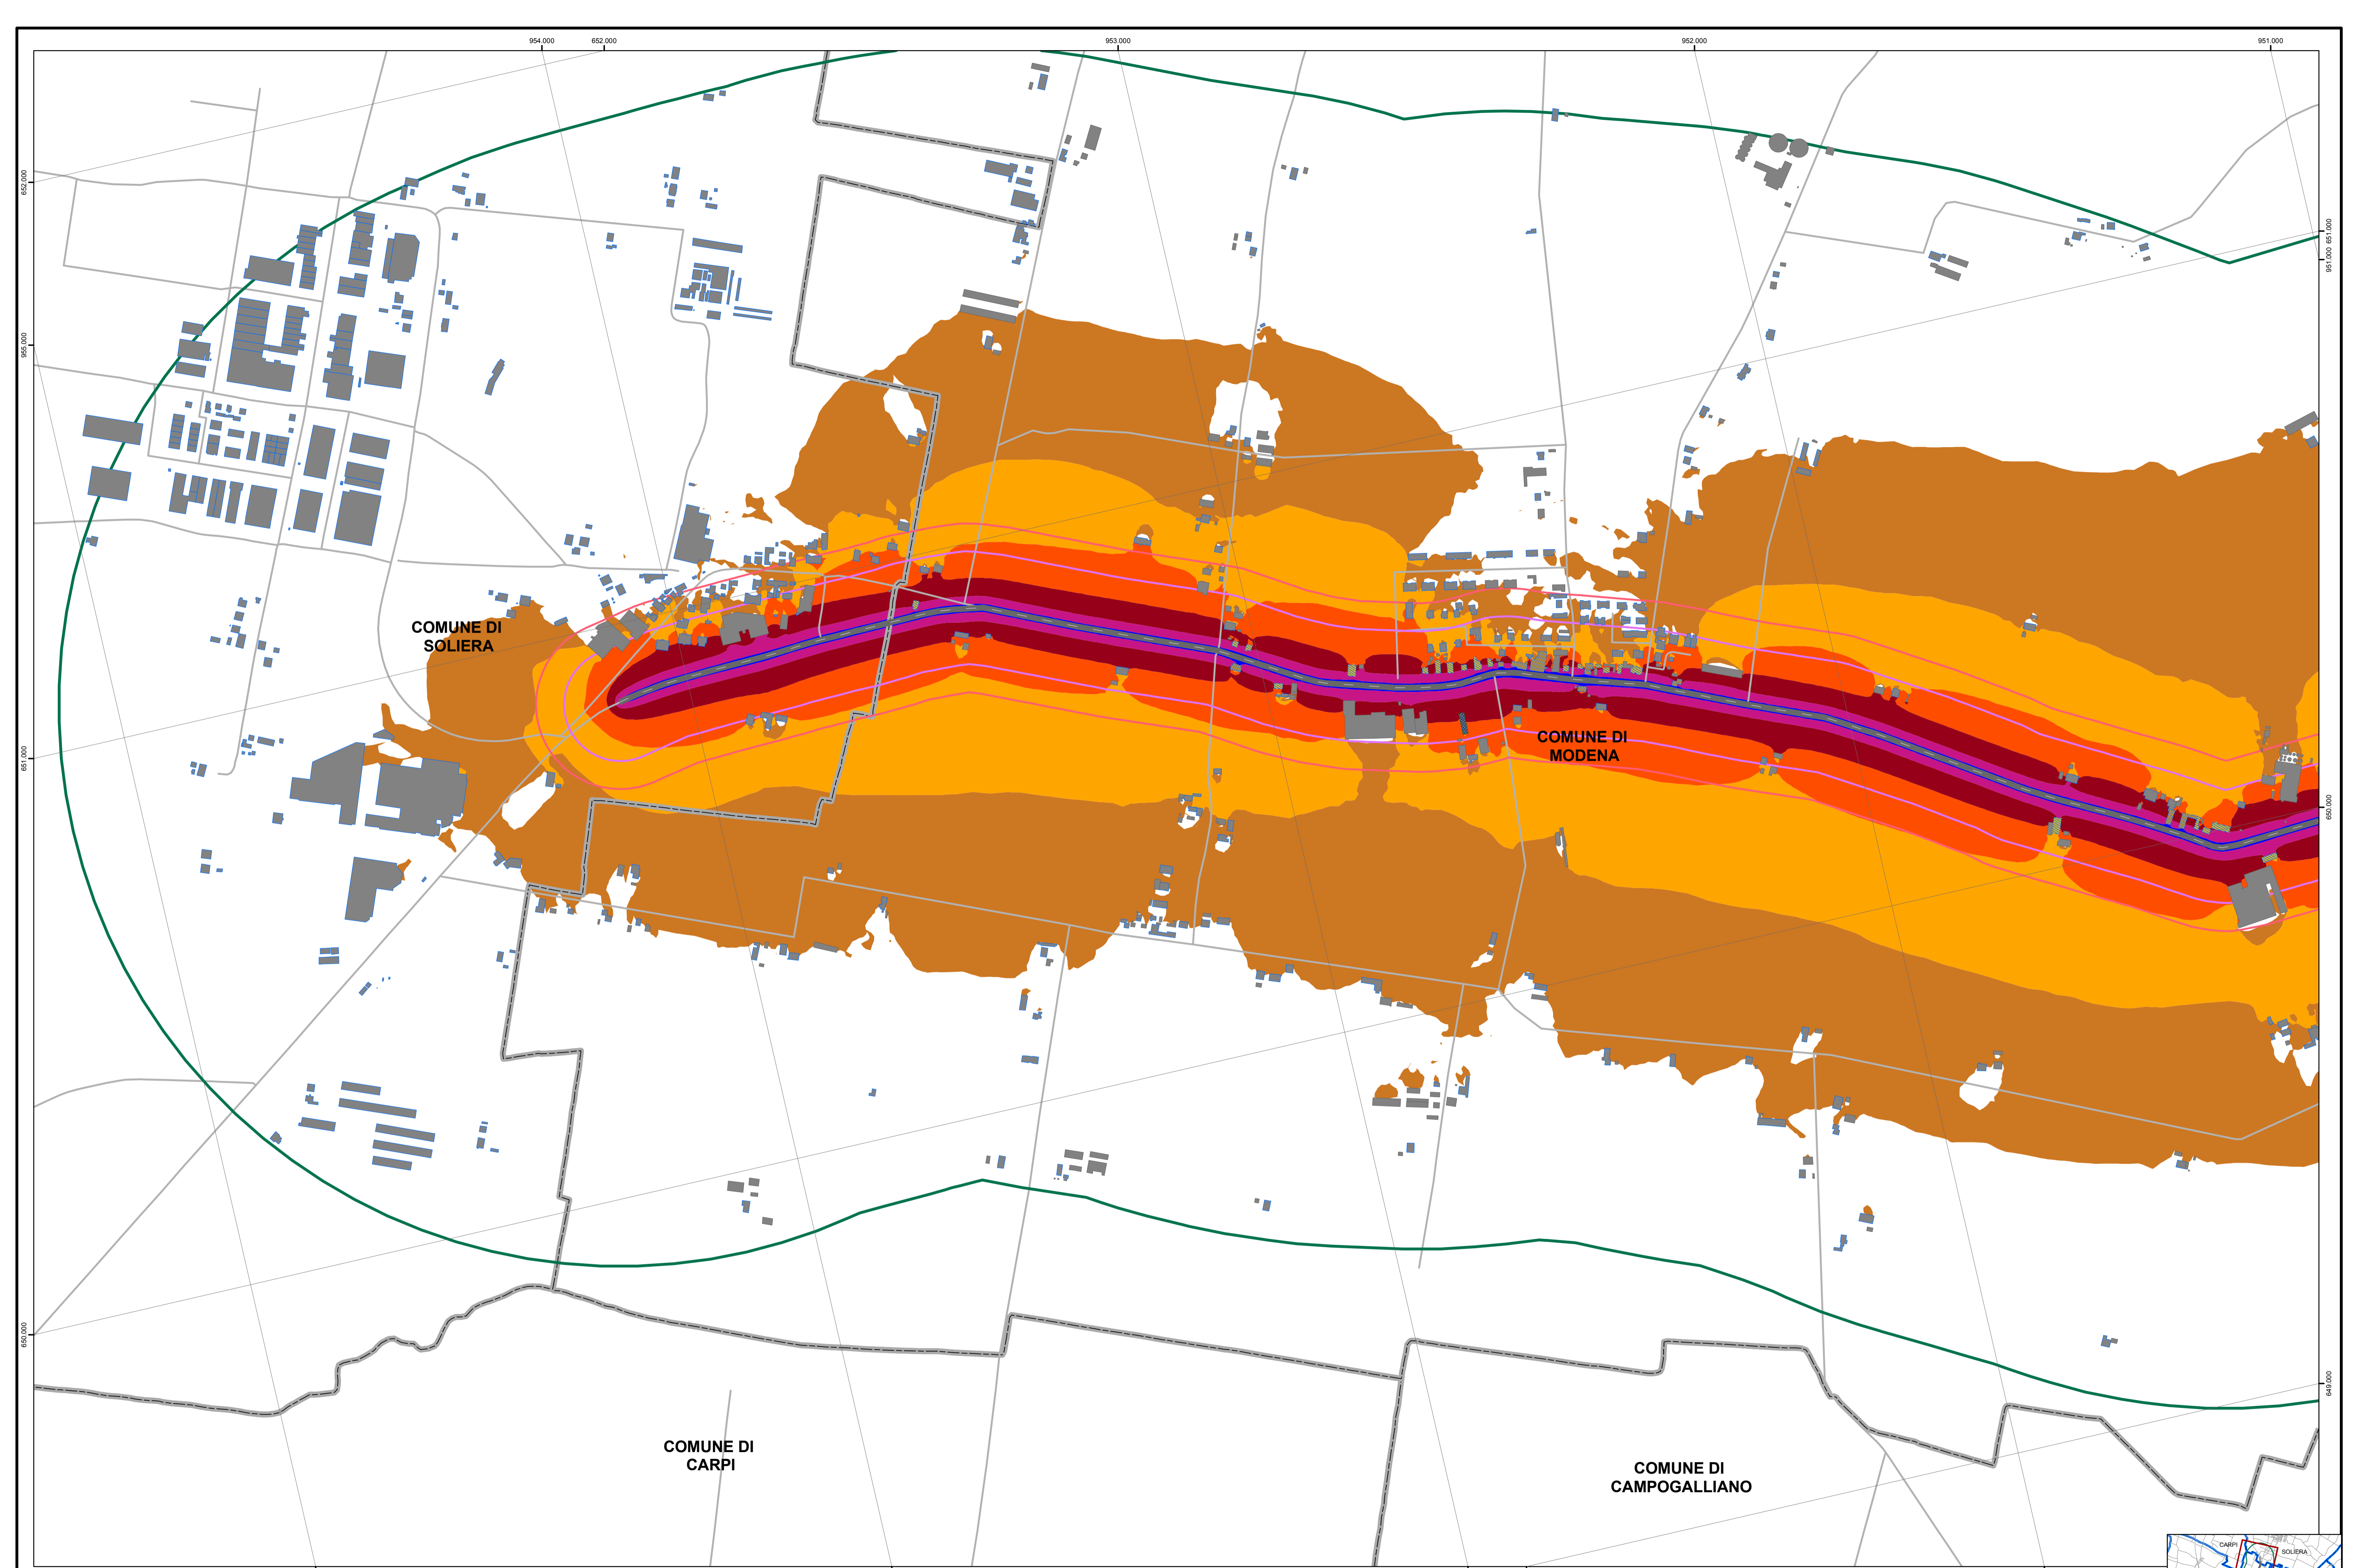 954.000 652.000 953.000 952.000 951.000
652.000
651.000
951.000
955.000
COMUNE DI
SOLIERA
COMUNE DI
MODENA
651.000
650.000
650.000
649.000
COMUNE DI
CARPI
COMUNE DI
CAMPOGALLIANO
CARPI
SOLIERA